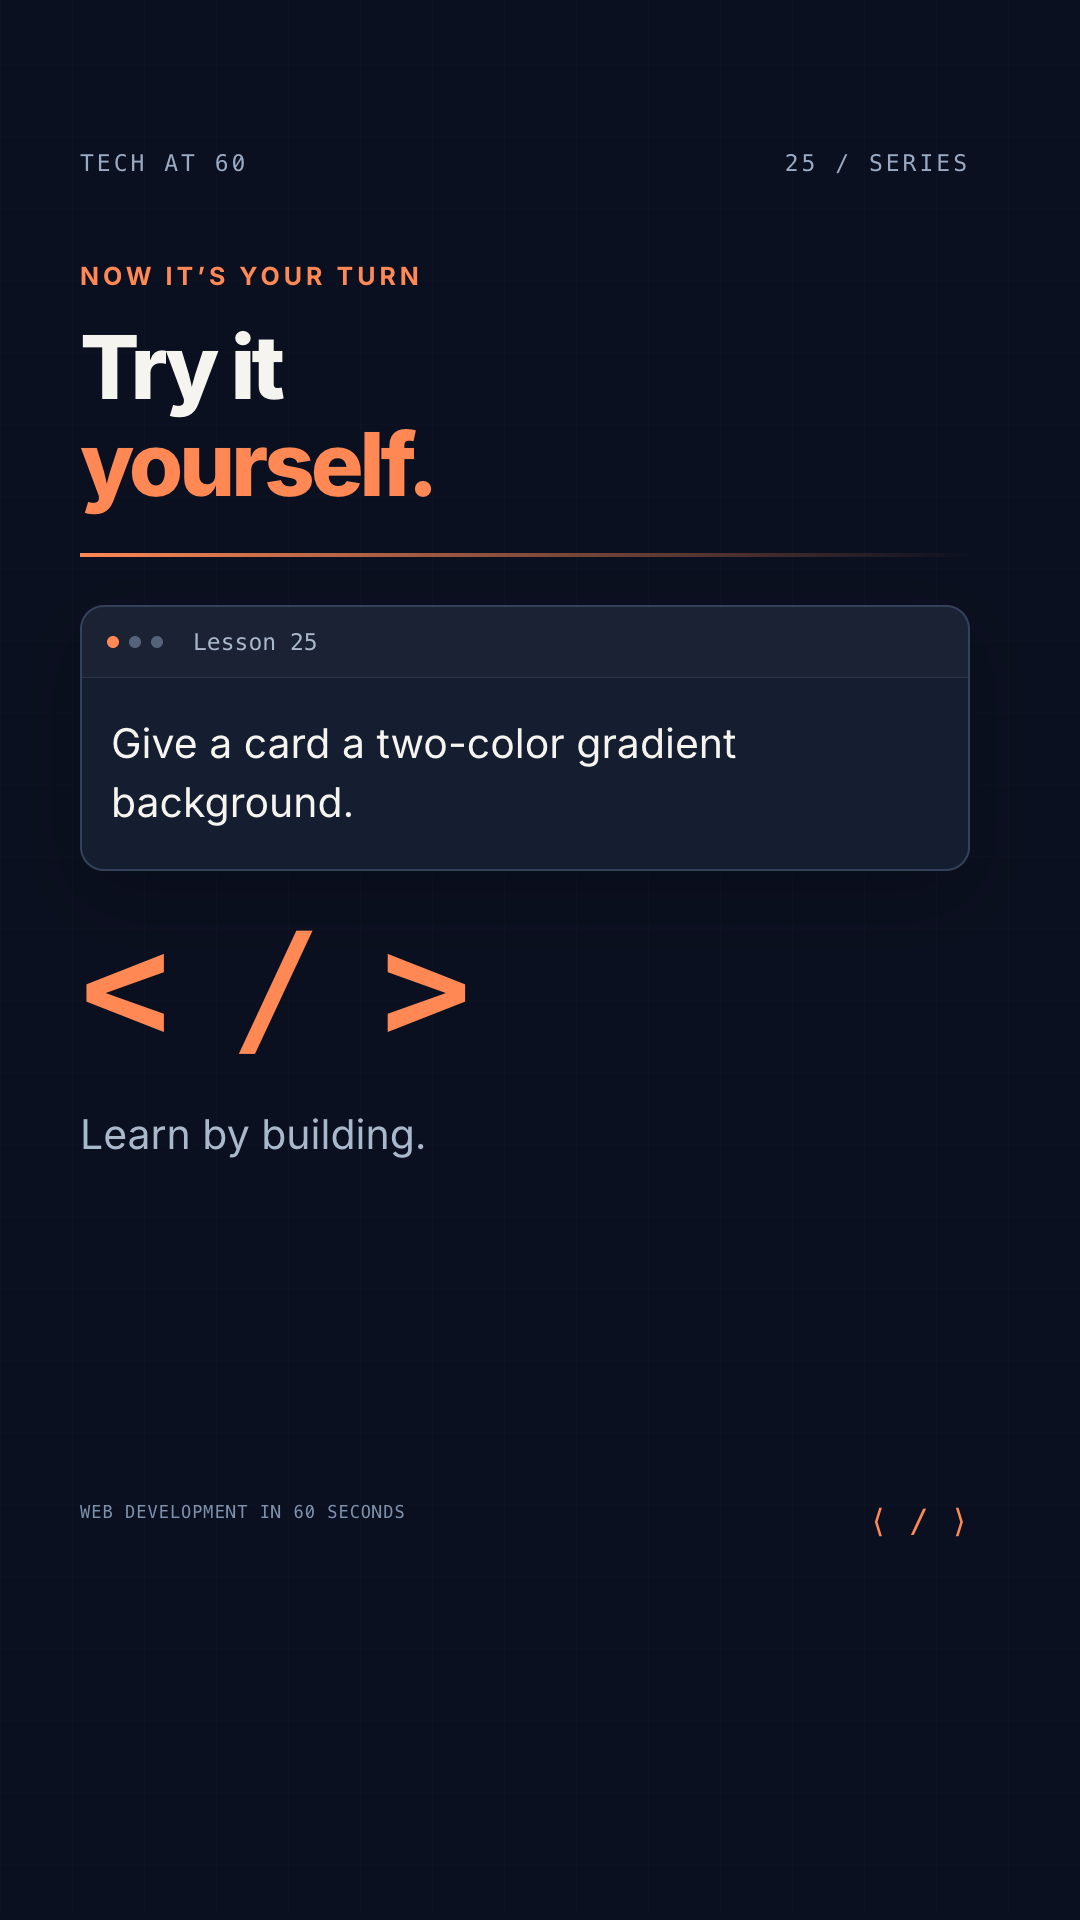 TECH AT 60
25 / SERIES
NOW IT’S YOUR TURN
Try it
yourself.
Lesson 25
Give a card a two-color gradient
background.
< / >
Learn by building.
WEB DEVELOPMENT IN 60 SECONDS
⟨ / ⟩